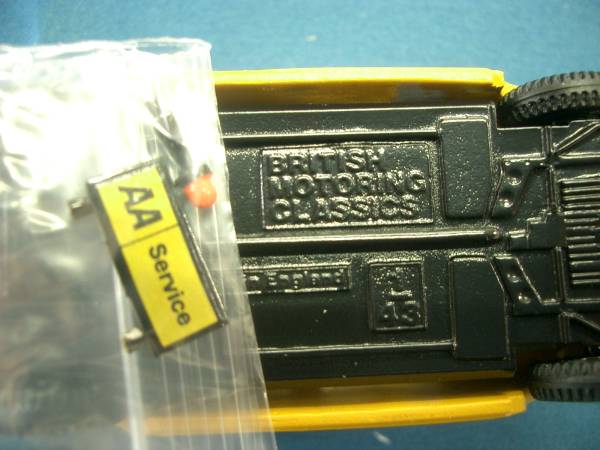 BRITISH
MOTORING
CLASSICS
England
43
AA
Service